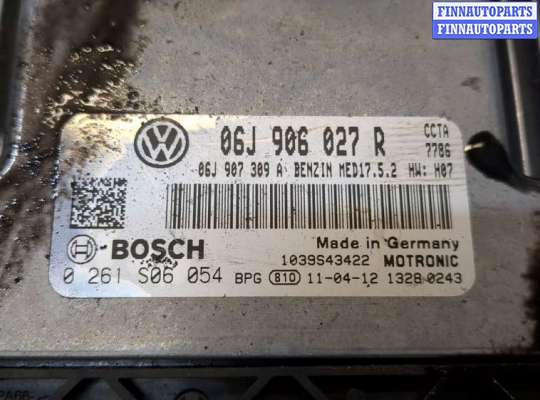 FINNAUTOPARTS
FINNAUTOPARTS
06J 906 027 R CCTA
7786
06J 907 309 A BENZIN MED17.5.2 HW: H07
BOSCH
Made in Germany
1039S43422 MOTRONIC
0 261 S06 054 BPG 810 11-04-12 1328 0243